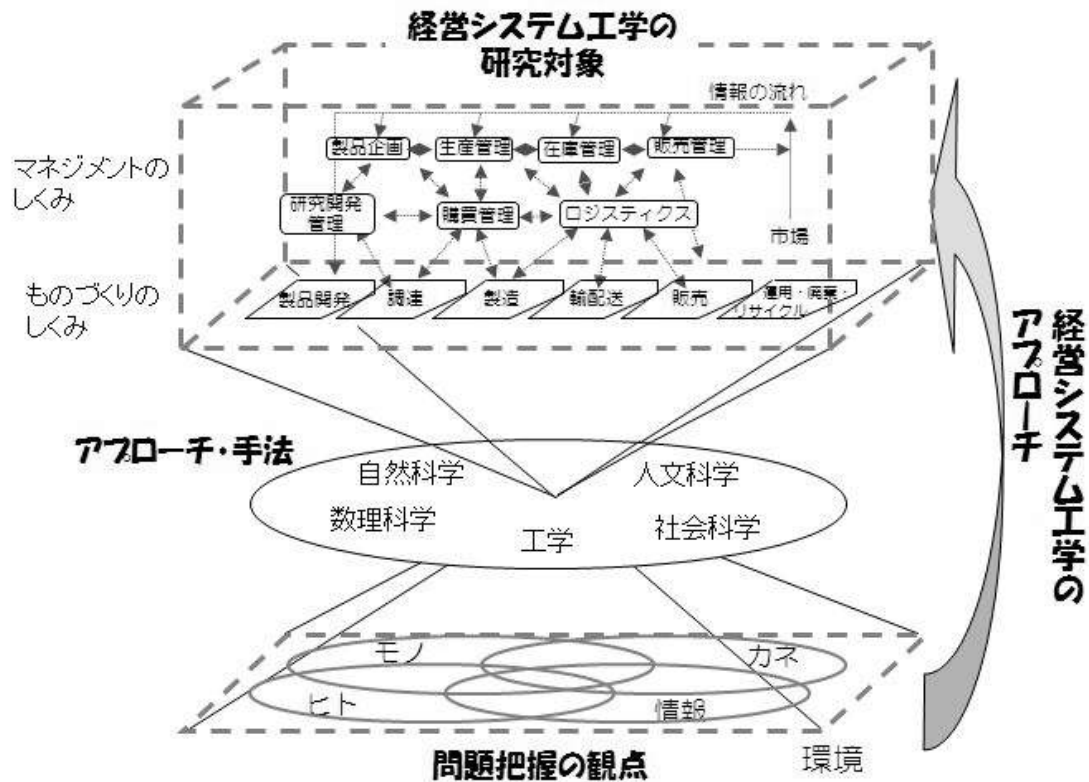 経営システム工学の
研究対象
情報の流れ
製品企画
生産管理
在庫管理
販売管理
マネジメントの
しくみ
研究開発
管理
購買管理
ロジスティクス
市場
ものづくりの
しくみ
製品開発
調達
製造
輸配送
販売
運用・廃棄・
リサイクル
経営システム工学の
アプローチ
アプローチ・手法
自然科学
人文科学
数理科学
社会科学
工学
モノ
カネ
ヒト
情報
問題把握の観点
環境